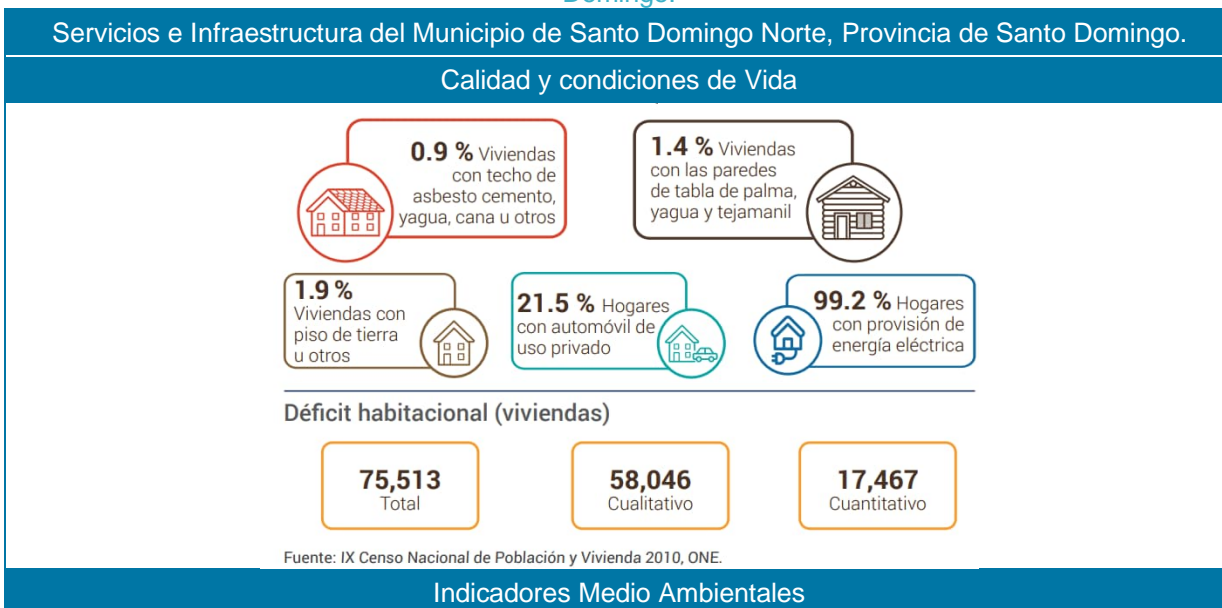 Domingo.
Servicios e Infraestructura del Municipio de Santo Domingo Norte, Provincia de Santo Domingo.
Calidad y condiciones de Vida
0.9 % Viviendas
con techo de
asbesto cemento,
yagua, cana u otros
1.4 % Viviendas
con las paredes
de tabla de palma,
yagua y tejamanil
1.9 %
Viviendas con
piso de tierra
u otros
21.5 % Hogares
con automóvil de
uso privado
99.2 % Hogares
con provisión de
energía eléctrica
Déficit habitacional (viviendas)
75,513
Total
58,046
Cualitativo
17,467
Cuantitativo
Fuente: IX Censo Nacional de Población y Vivienda 2010, ONE.
Indicadores Medio Ambientales